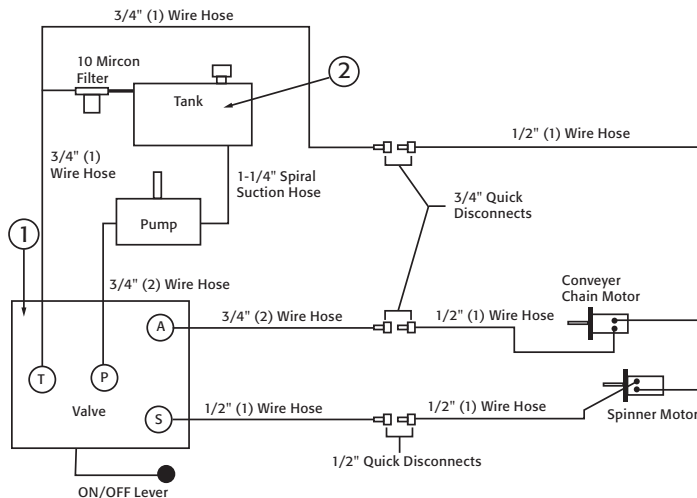 3/4" (1) Wire Hose
10 Mircon
Filter
2
Tank
1/2" (1) Wire Hose
3/4" (1)
Wire Hose
1-1/4" Spiral
Suction Hose
3/4" Quick
Disconnects
Pump
1
3/4" (2) Wire Hose
Conveyer
Chain Motor
A
3/4" (2) Wire Hose
1/2" (1) Wire Hose
T
P
Valve
S
1/2" (1) Wire Hose
1/2" (1) Wire Hose
Spinner Motor
1/2" Quick Disconnects
ON/OFF Lever